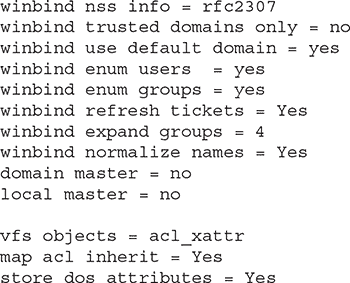 winbind nss info = rfc2307
winbind trusted domains only = no
winbind use default domain = yes
winbind enum users  = yes
winbind enum groups = yes
winbind refresh tickets = Yes
winbind expand groups = 4
winbind normalize names = Yes
domain master = no
local master = no

vfs objects = acl_xattr
map acl inherit = Yes
store dos attributes = Yes